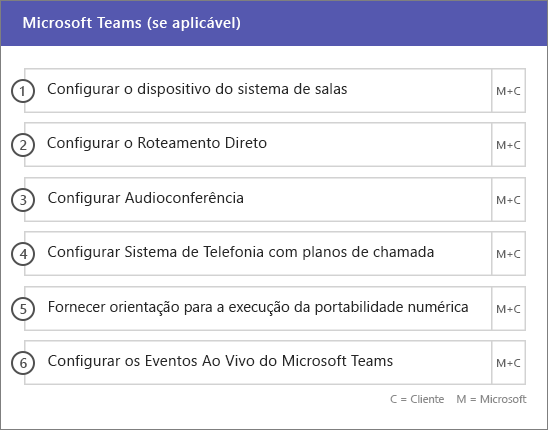 Microsoft Teams (se aplicável)
1 Configurar o dispositivo do sistema de salas M+C
2 Configurar o Roteamento Direto M+C
3 Configurar Audioconferência M+C
4 Configurar Sistema de Telefonia com planos de chamada M+C
5 Fornecer orientação para a execução da portabilidade numérica M+C
6 Configurar os Eventos Ao Vivo do Microsoft Teams M+C
C = Cliente M = Microsoft